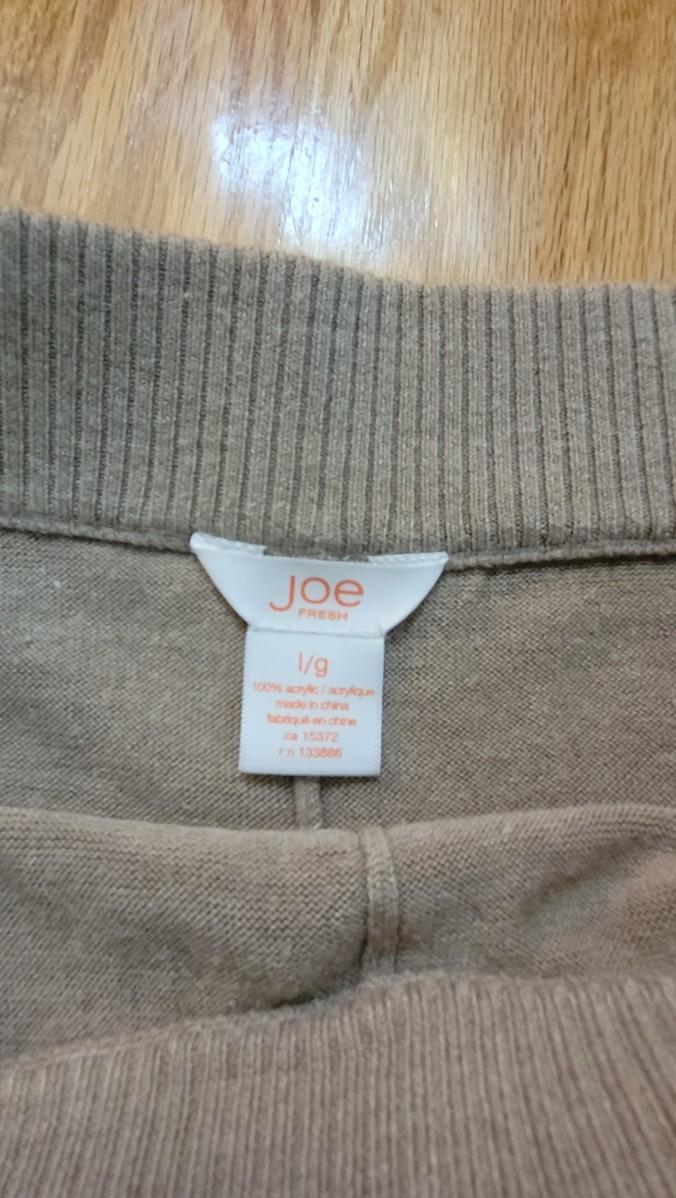 Joe
FRESH
l/g
100% acrylic / acrylique
made in china
fabriqué en chine
ca 15372
r n 133886